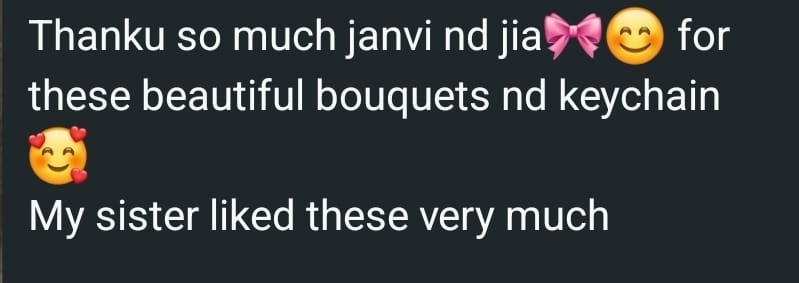 Thanku so much janvi nd jia🎀😊 for
these beautiful bouquets nd keychain
🥰
My sister liked these very much